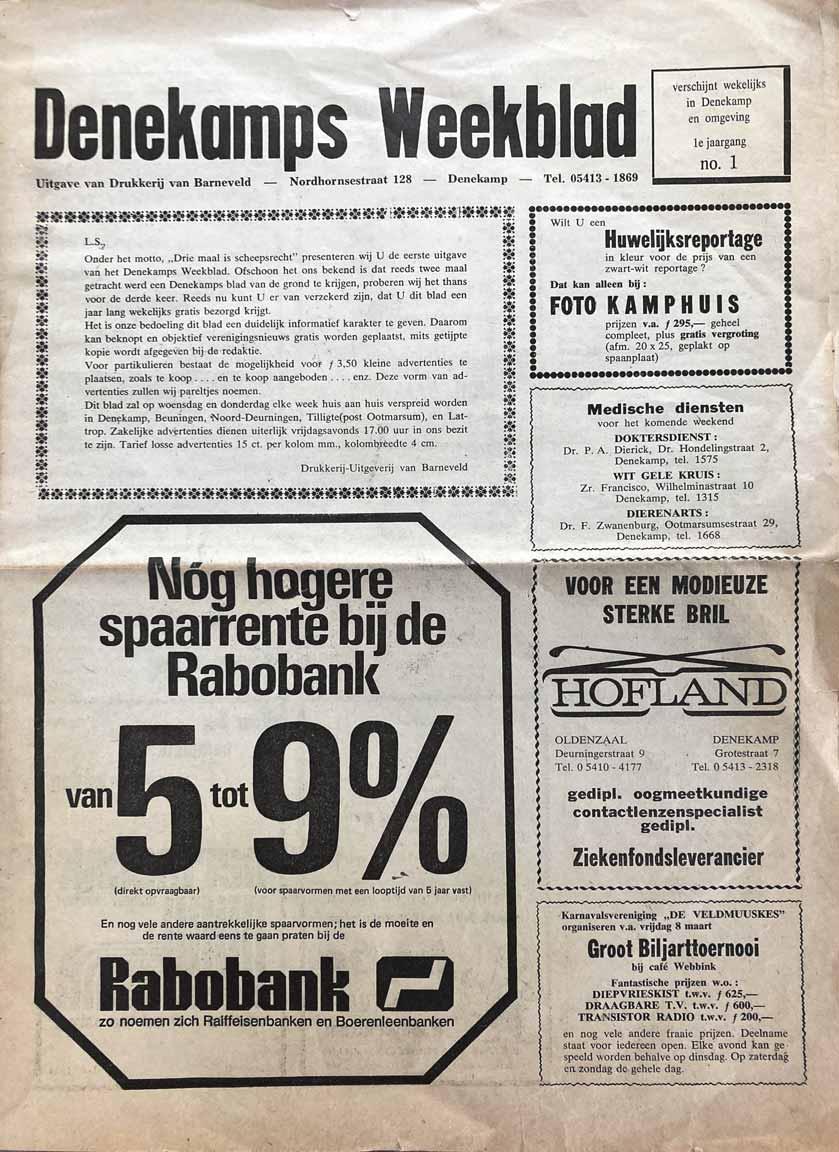 Denekamps Weekblad
verschijnt wekelijks
in Denekamp
en omgeving
1e jaargang
no. 1
Uitgave van Drukkerij van Barneveld — Nordhornsestraat 128 — Denekamp — Tel. 05413 - 1869
L.S.,
Onder het motto, „Drie maal is scheepsrecht” presenteren wij U de eerste uitgave
van het Denekamps Weekblad. Ofschoon het ons bekend is dat reeds twee maal
getracht werd een Denekamps blad van de grond te krijgen, proberen wij het thans
voor de derde keer. Reeds nu kunt U er van verzekerd zijn, dat U dit blad een
jaar lang wekelijks gratis bezorgd krijgt.
Het is onze bedoeling dit blad een duidelijk informatief karakter te geven. Daarom
kan beknopt en objektief verenigingsnieuws gratis worden geplaatst, mits getijpte
kopie wordt afgegeven bij de redaktie.
Voor partikulieren bestaat de mogelijkheid voor ƒ 3,50 kleine advertenties te
plaatsen, zoals te koop . . . . en te koop aangeboden . . . . enz. Deze vorm van ad-
vertenties zullen wij pareltjes noemen.
Dit blad zal op woensdag en donderdag elke week huis aan huis verspreid worden
in Denekamp, Beuningen, Noord-Deurningen, Tilligte(post Ootmarsum), en Lat-
trop. Zakelijke advertenties dienen uiterlijk vrijdagsavonds 17.00 uur in ons bezit
te zijn. Tarief losse advertenties 15 ct. per kolom mm., kolombreedte 4 cm.
Drukkerij-Uitgeverij van Barneveld
Wilt U een
Huwelijksreportage
in kleur voor de prijs van een
zwart-wit reportage ?
Dat kan alleen bij :
FOTO KAMPHUIS
prijzen v.a. ƒ 295,— geheel
compleet, plus gratis vergroting
(afm. 20 x 25, geplakt op
spaanplaat)
Medische diensten
voor het komende weekend
DOKTERSDIENST :
Dr. P. A. Dierick, Dr. Hondelingstraat 2,
Denekamp, tel. 1575
WIT GELE KRUIS :
Zr. Francisco, Wilhelminastraat 10
Denekamp, tel. 1315
DIERENARTS :
Dr. F. Zwanenburg, Ootmarsumsestraat 29,
Denekamp, tel. 1668
Nóg hogere
spaarrente bij de
Rabobank
van 5 tot 9%
(direkt opvraagbaar) (voor spaarvormen met een looptijd van 5 jaar vast)
En nog vele andere aantrekkelijke spaarvormen; het is de moeite en
de rente waard eens te gaan praten bij de
Rabobank
zo noemen zich Raiffeisenbanken en Boerenleenbanken
VOOR EEN MODIEUZE
STERKE BRIL
HOFLAND
OLDENZAAL DENEKAMP
Deurningerstraat 9 Grotestraat 7
Tel. 0 5410 - 4177 Tel. 0 5413 - 2318
gedipl. oogmeetkundige
contactlenzenspecialist
gedipl.
Ziekenfondsleverancier
Karnavalsvereniging „DE VELDMUUSKES”
organiseren v.a. vrijdag 8 maart
Groot Biljarttoernooi
bij café Webbink
Fantastische prijzen w.o. :
DIEPVRIESKIST t.w.v. ƒ 625,—
DRAAGBARE T.V. t.w.v. ƒ 600,—
TRANSISTOR RADIO t.w.v. ƒ 200,—
en nog vele andere fraaie prijzen. Deelname
staat voor iedereen open. Elke avond kan ge
speeld worden behalve op dinsdag. Op zaterdag
en zondag de gehele dag.